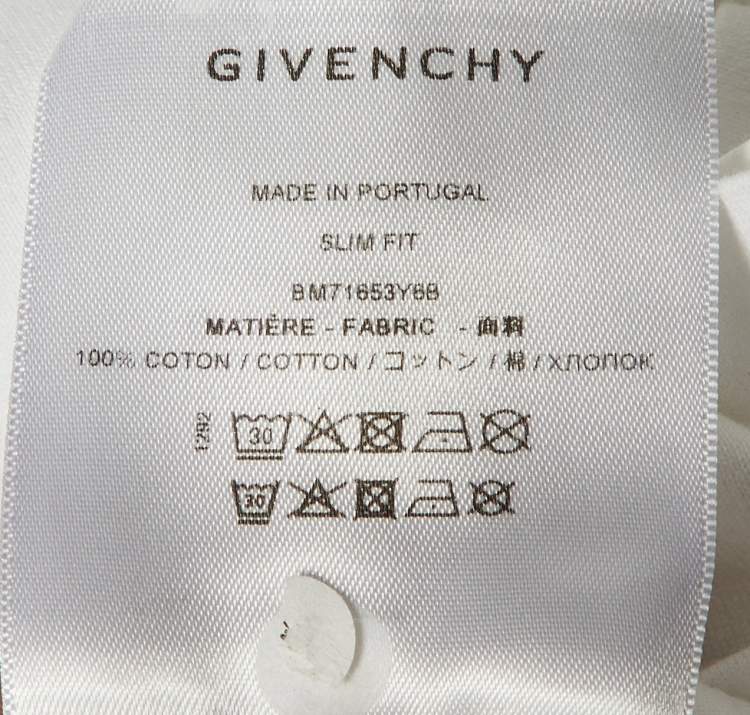 GIVENCHY
MADE IN PORTUGAL
SLIM FIT
BM71653Y6B
MATIÈRE - FABRIC - 面料
100% COTON / COTTON / コットン / 棉 / ХЛОПОК
1292
30
30